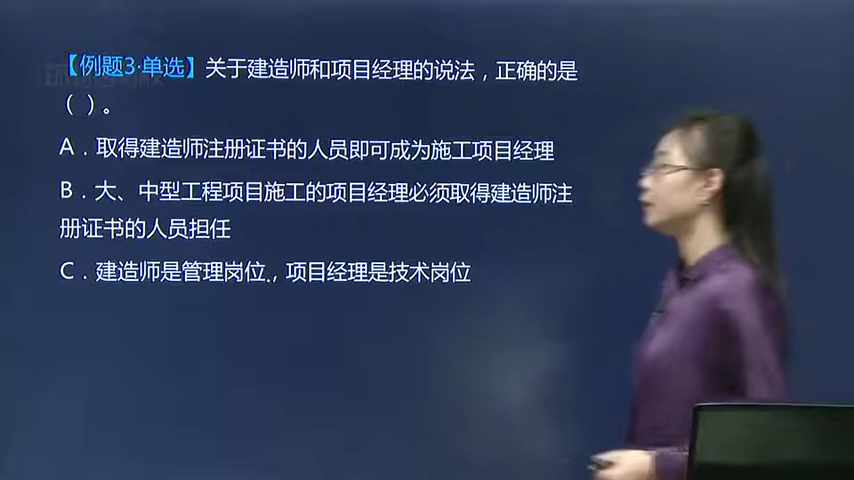 【例题3·单选】关于建造师和项目经理的说法，正确的是
（ ）。
A．取得建造师注册证书的人员即可成为施工项目经理
B．大、中型工程项目施工的项目经理必须取得建造师注
册证书的人员担任
C．建造师是管理岗位，项目经理是技术岗位